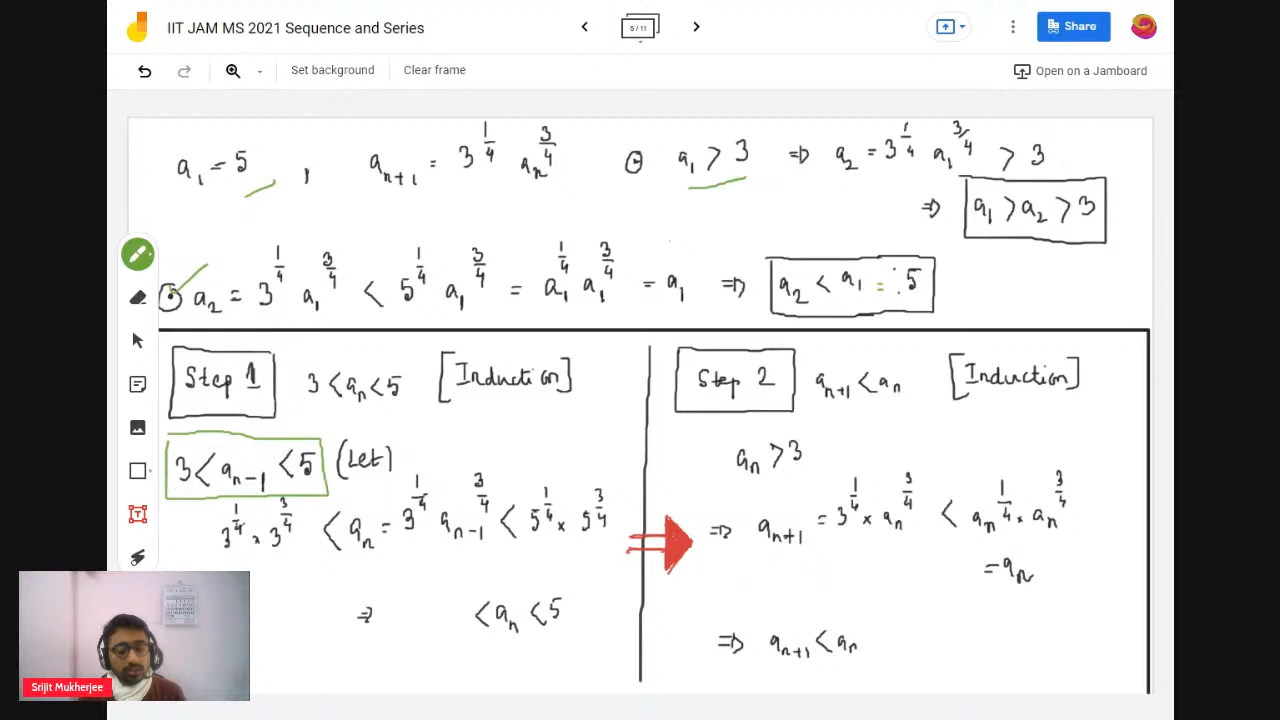 IIT JAM MS 2021 Sequence and Series
5 / 11
Share
Set background
Clear frame
Open on a Jamboard
a₁ = 5 , aₙ₊₁ = 3^{1/4} aₙ^{3/4} ⊙ a₁ > 3 ⇒ a₂ = 3^{1/4} a₁^{3/4} > 3
⇒ a₁ > a₂ > 3
⊙ a₂ = 3^{1/4} a₁^{3/4} < 5^{1/4} a₁^{3/4} = a₁^{1/4} a₁^{3/4} = a₁ ⇒ a₂ < a₁ = 5
Step 1 3 < aₙ < 5 [Induction]
3 < aₙ₋₁ < 5 (Let)
3^{1/4} × 3^{3/4} < aₙ = 3^{1/4} aₙ₋₁^{3/4} < 5^{1/4} × 5^{3/4}
⇒ < aₙ < 5
Step 2 aₙ₊₁ < aₙ [Induction]
aₙ > 3
⇒ aₙ₊₁ = 3^{1/4} × aₙ^{3/4} < aₙ^{1/4} × aₙ^{3/4}
= aₙ
⇒ aₙ₊₁ < aₙ
Srijit Mukherjee